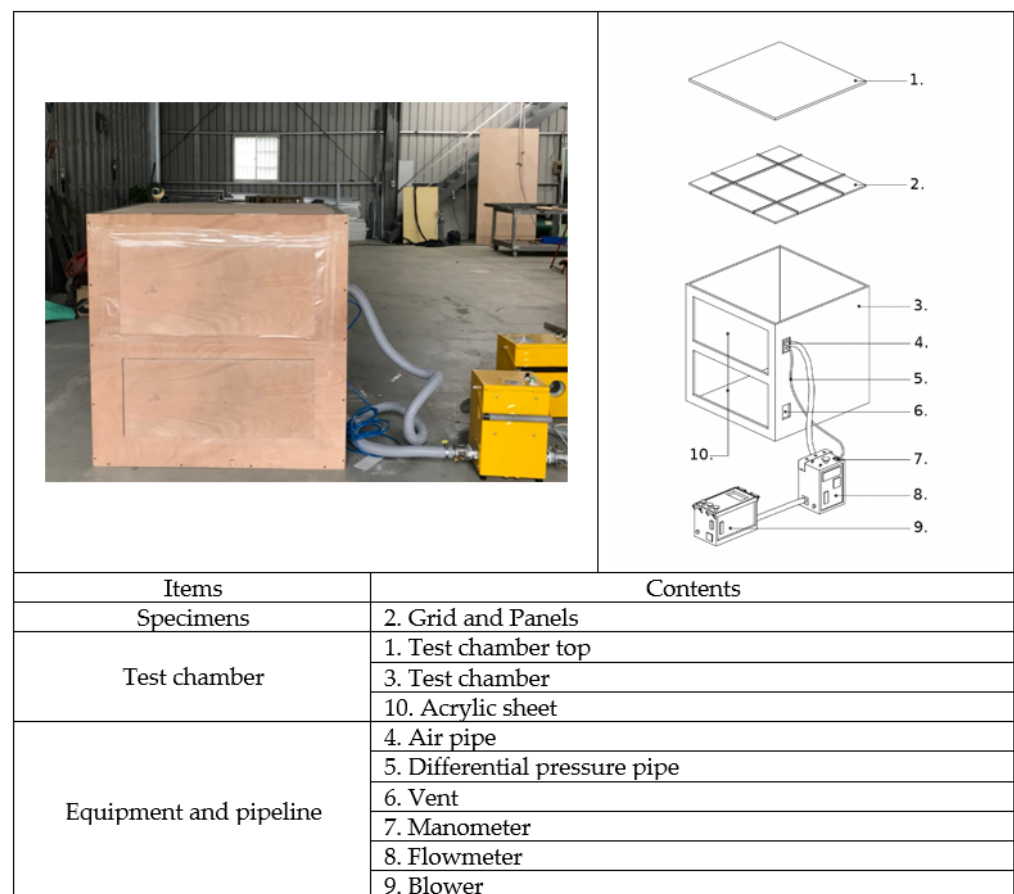 1.
2.
3.
4.
5.
6.
10.
7.
8.
9.
Items Contents
Specimens 2. Grid and Panels
Test chamber 1. Test chamber top
3. Test chamber
10. Acrylic sheet
Equipment and pipeline 4. Air pipe
5. Differential pressure pipe
6. Vent
7. Manometer
8. Flowmeter
9. Blower